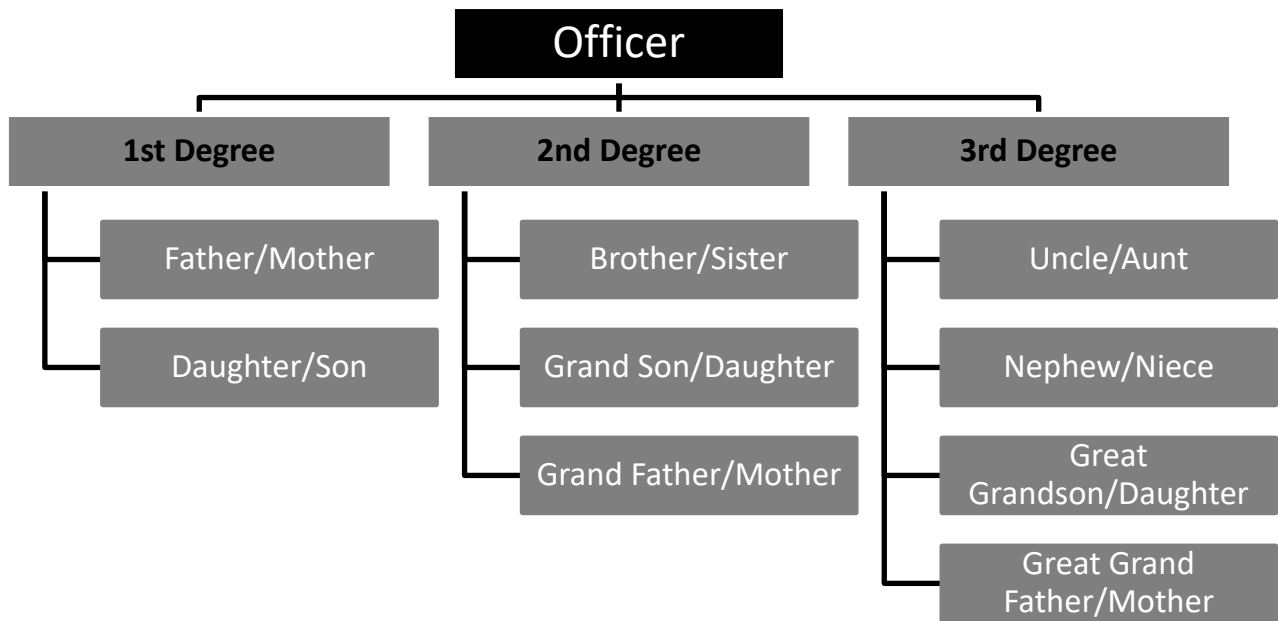 Officer
1st Degree
Father/Mother
Daughter/Son
2nd Degree
Brother/Sister
Grand Son/Daughter
Grand Father/Mother
3rd Degree
Uncle/Aunt
Nephew/Niece
Great
Grandson/Daughter
Great Grand
Father/Mother